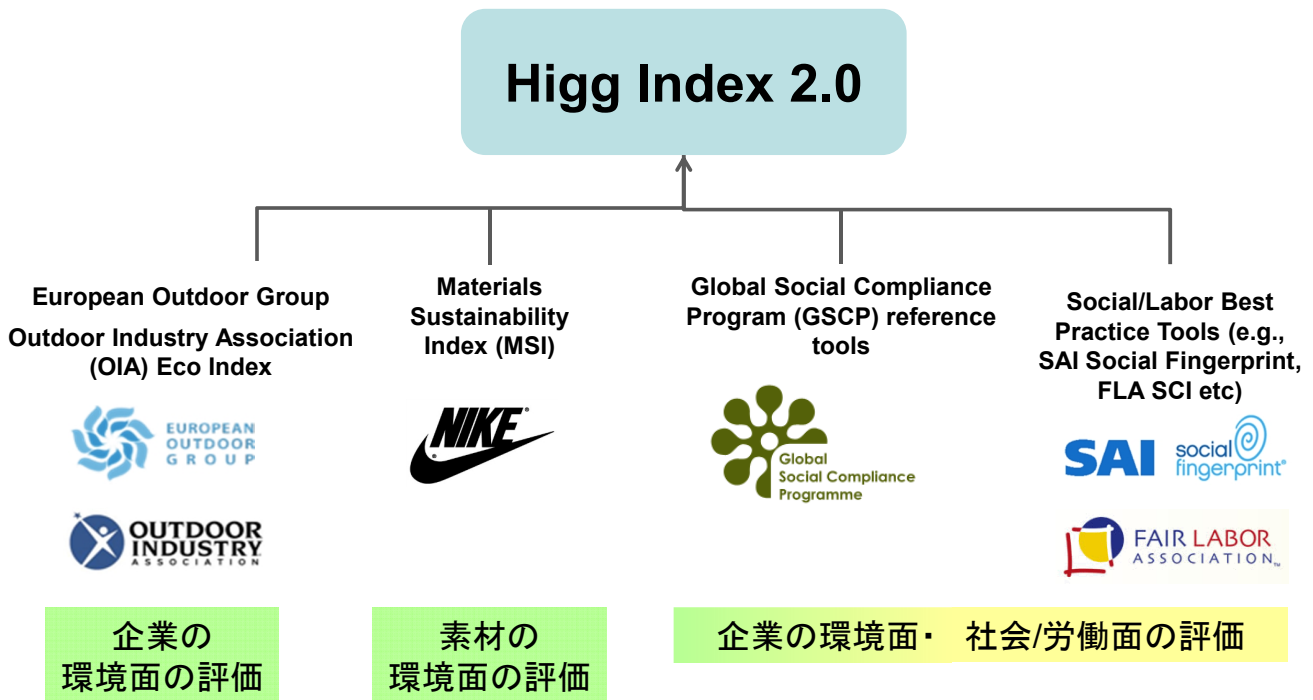 Higg Index 2.0
European Outdoor Group
Outdoor Industry Association
(OIA) Eco Index
EUROPEAN
OUTDOOR
GROUP
OUTDOOR
INDUSTRY
ASSOCIATION
企業の
環境面の評価
Materials
Sustainability
Index (MSI)
NIKE
素材の
環境面の評価
Global Social Compliance
Program (GSCP) reference
tools
Global
Social Compliance
Programme
Social/Labor Best
Practice Tools (e.g.,
SAI Social Fingerprint,
FLA SCI etc)
SAI
social
fingerprint®
FAIR LABOR
ASSOCIATION™
企業の環境面・ 社会/労働面の評価